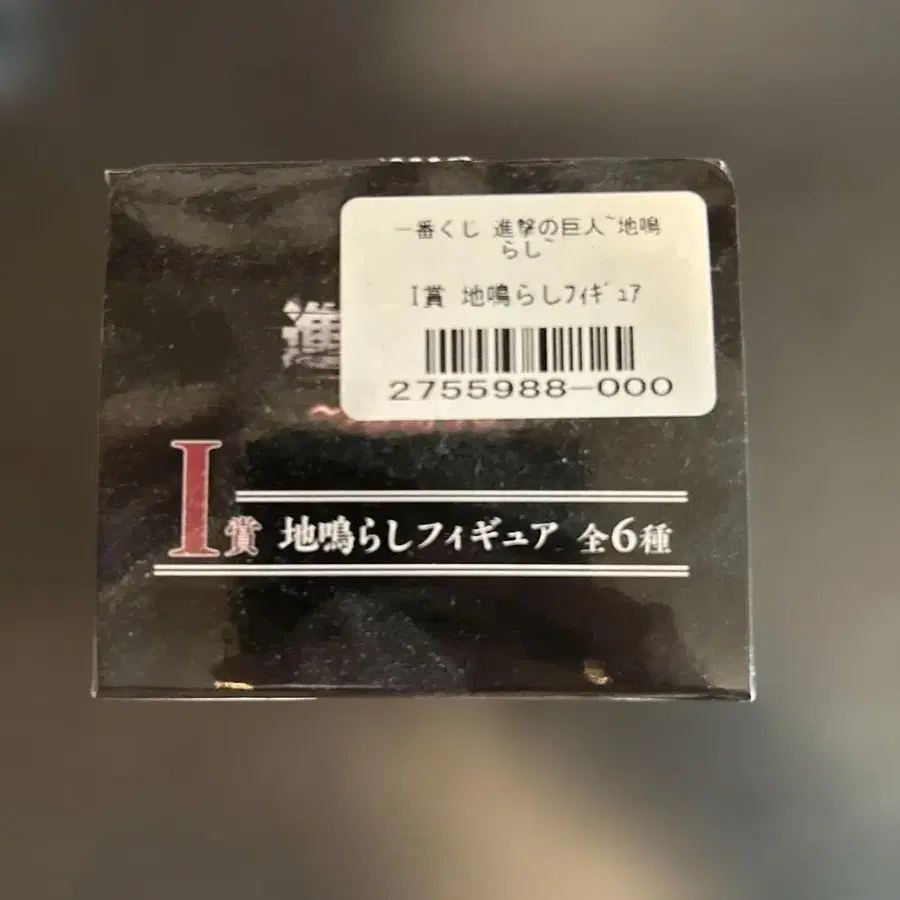 一番くじ 進撃の巨人~地鳴
らし~
I賞 地鳴らしﾌｨｷﾞｭｱ
2755988-000
進
I賞 地鳴らしフィギュア 全6種